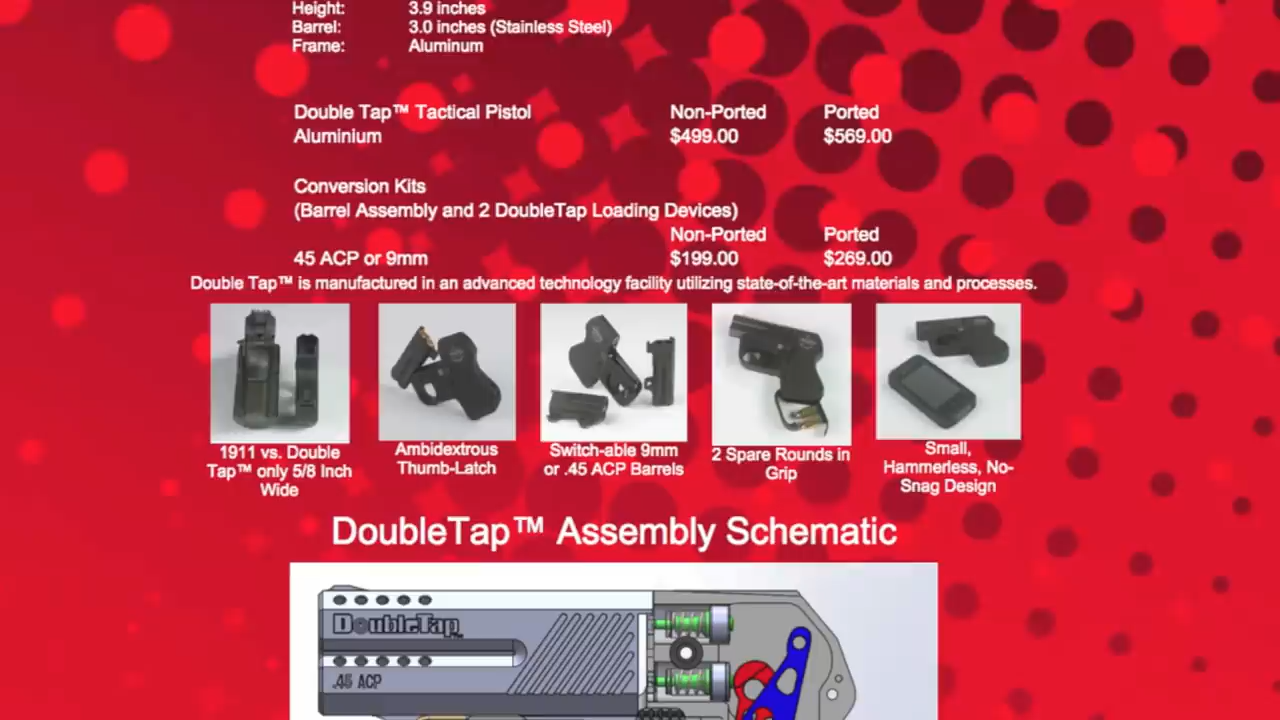 Height: 3.9 inches
Barrel: 3.0 inches (Stainless Steel)
Frame: Aluminum
Double Tap™ Tactical Pistol Non-Ported Ported
Aluminium $499.00 $569.00
Conversion Kits
(Barrel Assembly and 2 DoubleTap Loading Devices)
Non-Ported Ported
45 ACP or 9mm $199.00 $269.00
Double Tap™ is manufactured in an advanced technology facility utilizing state-of-the-art materials and processes.
1911 vs. Double
Tap™ only 5/8 Inch
Wide
Ambidextrous
Thumb-Latch
Switch-able 9mm
or .45 ACP Barrels
2 Spare Rounds in
Grip
Small,
Hammerless, No-
Snag Design
DoubleTap™ Assembly Schematic
DoubleTap™
.45 ACP